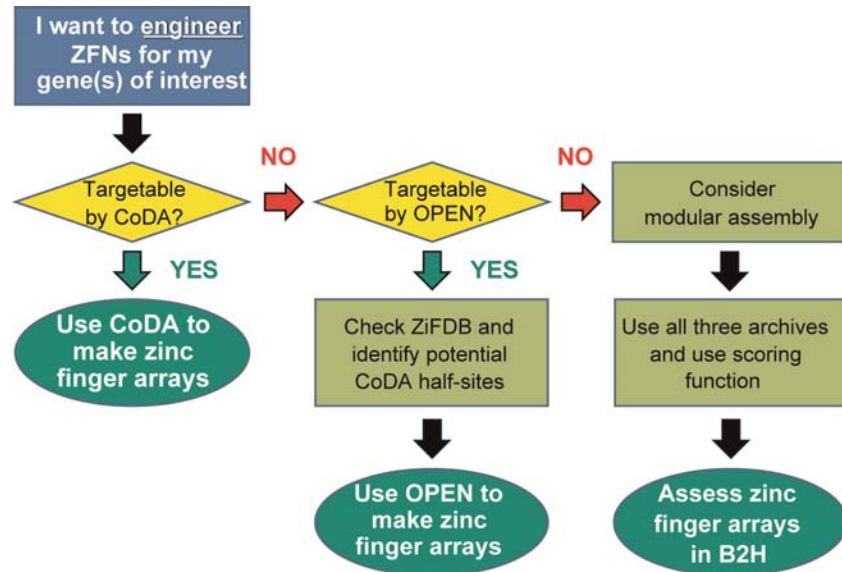 I want to engineer
ZFNs for my
gene(s) of interest
NO
NO
Targetable
by CoDA?
Targetable
by OPEN?
Consider
modular assembly
YES
YES
Use CoDA to
make zinc
finger arrays
Check ZiFDB and
identify potential
CoDA half-sites
Use all three archives
and use scoring
function
Use OPEN to
make zinc
finger arrays
Assess zinc
finger arrays
in B2H